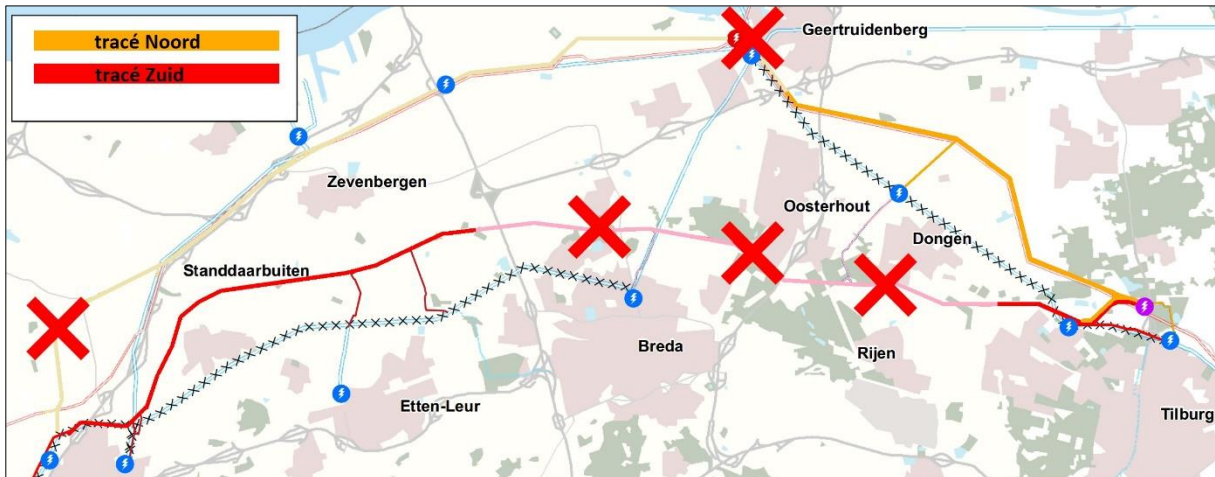 tracé Noord
tracé Zuid
Geertruidenberg
Zevenbergen
Oosterhout
Dongen
Standdaarbuiten
Breda
Rijen
Etten-Leur
Tilburg